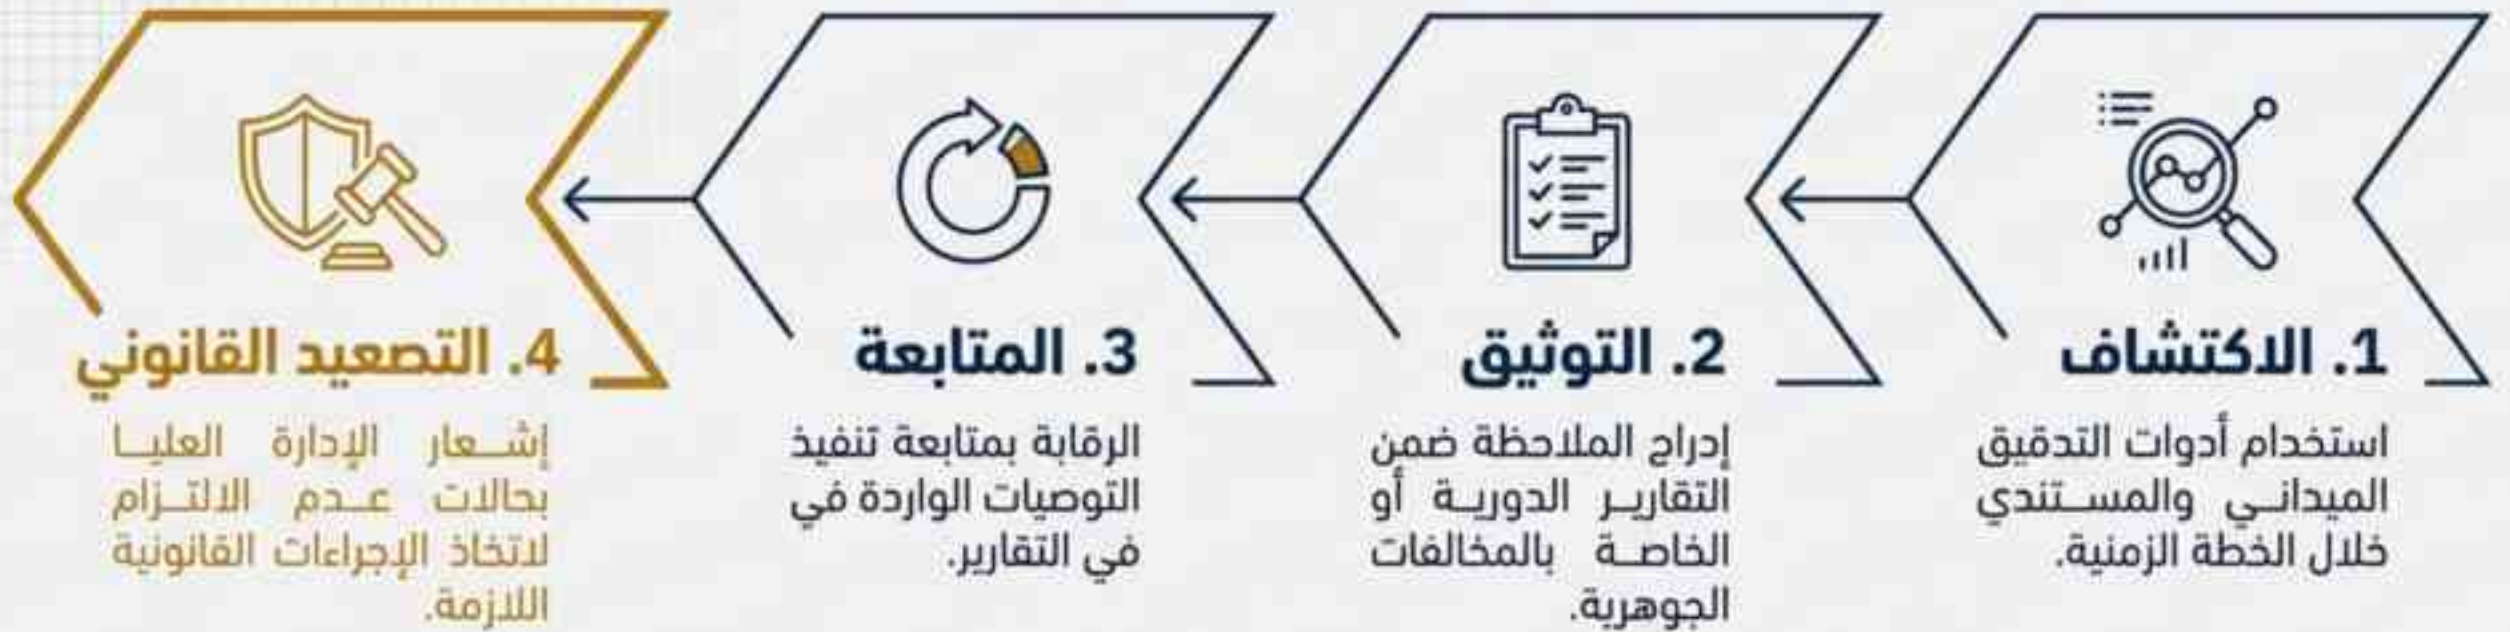 1. الاكتشاف
استخدام أدوات التدقيق
الميداني والمستندي
خلال الخطة الزمنية.
2. التوثيق
إدراج الملاحظة ضمن
التقارير الدورية أو
الخاصة بالمخالفات
الجوهرية.
3. المتابعة
الرقابة بمتابعة تنفيذ
التوصيات الواردة في
في التقارير.
4. التصعيد القانوني
إشعار الإدارة العليا
بحالات عدم الالتزام
لاتخاذ الإجراءات القانونية
اللازمة.